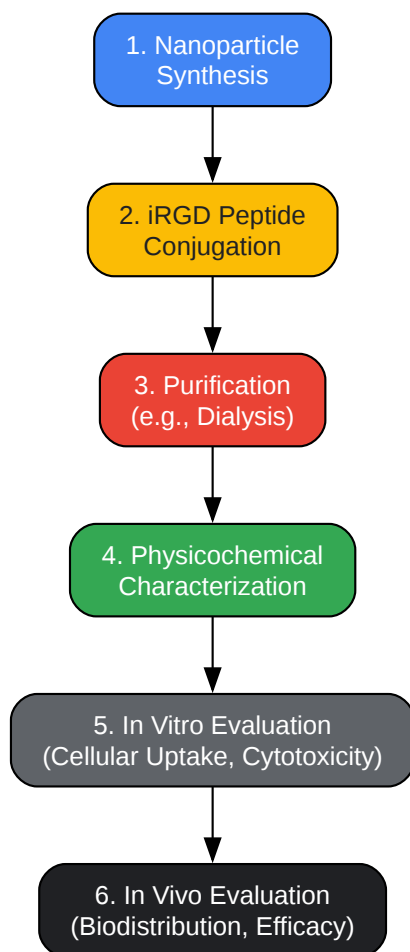 1. Nanoparticle
Synthesis
2. iRGD Peptide
Conjugation
3. Purification
(e.g., Dialysis)
4. Physicochemical
Characterization
5. In Vitro Evaluation
(Cellular Uptake, Cytotoxicity)
6. In Vivo Evaluation
(Biodistribution, Efficacy)